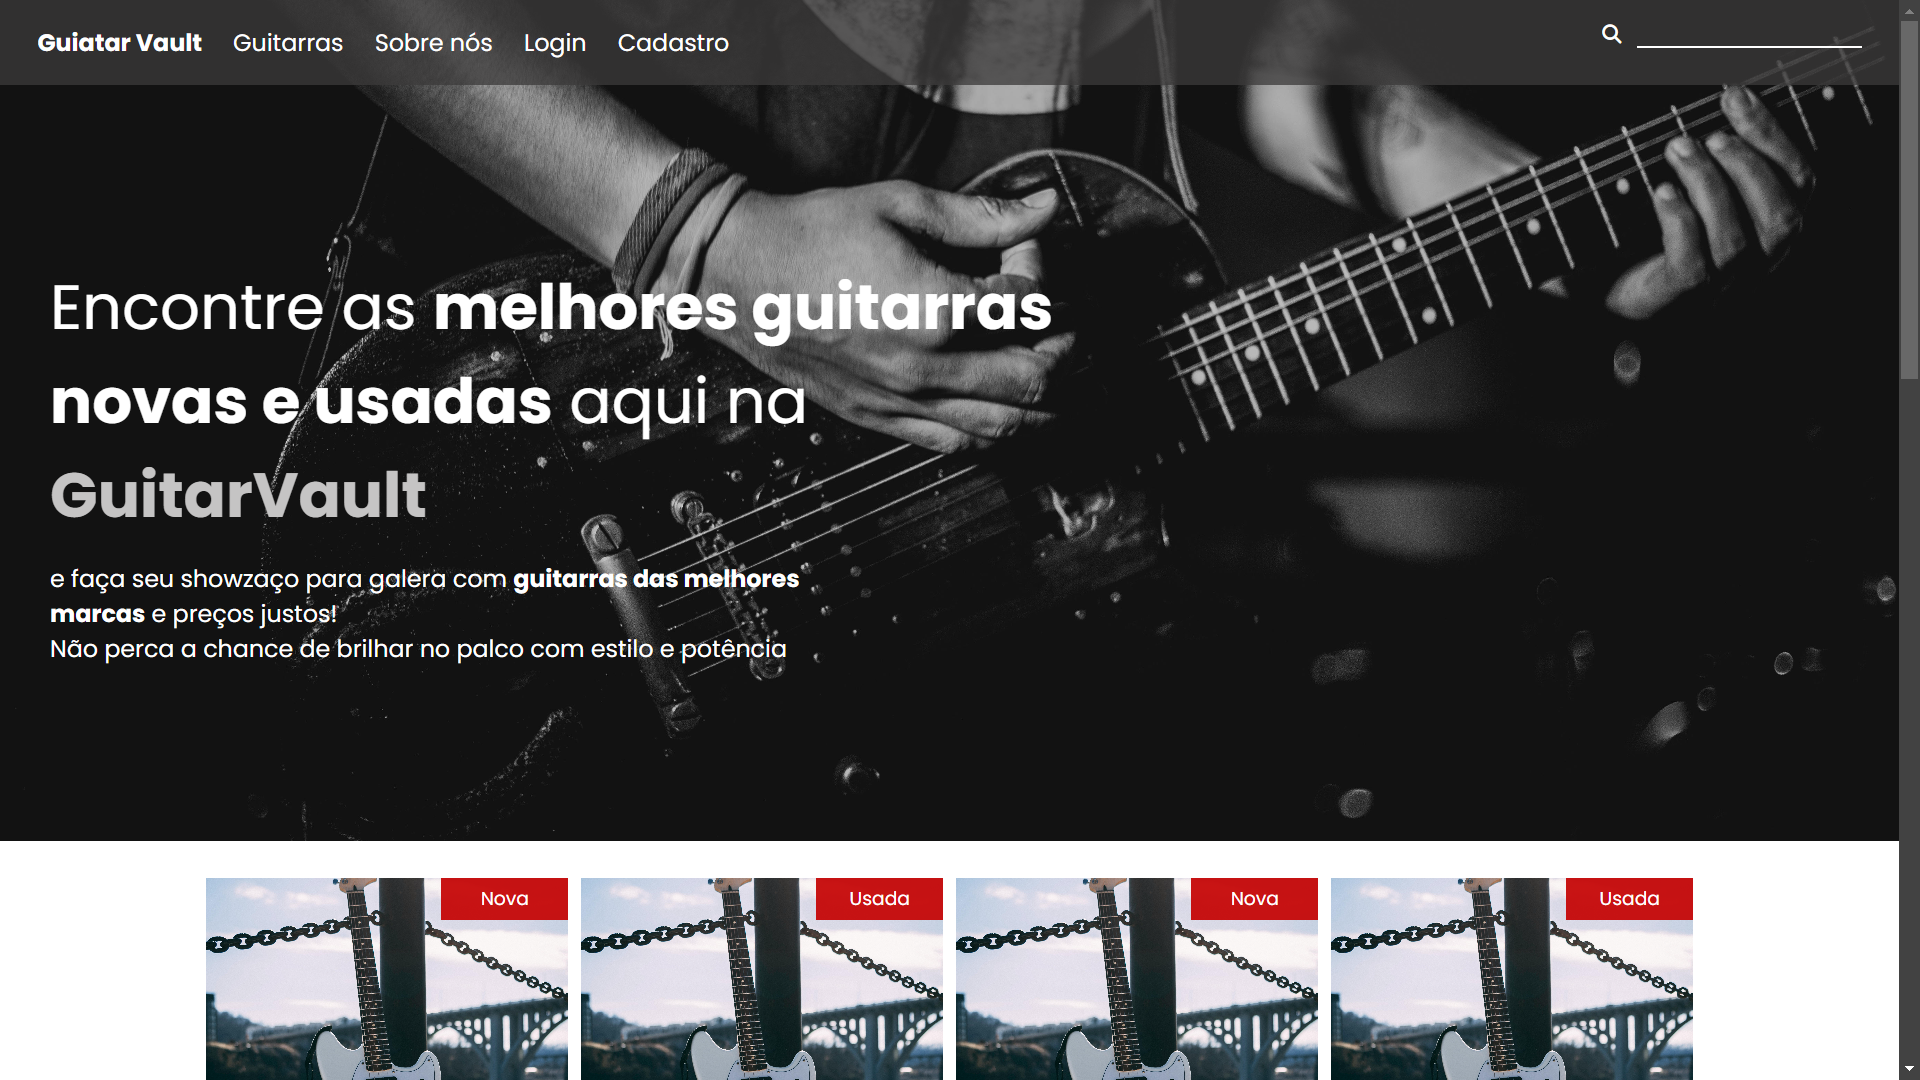 Guiatar Vault Guitarras Sobre nós Login Cadastro
Encontre as melhores guitarras
novas e usadas aqui na
GuitarVault
e faça seu showzaço para galera com guitarras das melhores
marcas e preços justos!
Não perca a chance de brilhar no palco com estilo e potência
Nova Usada Nova Usada